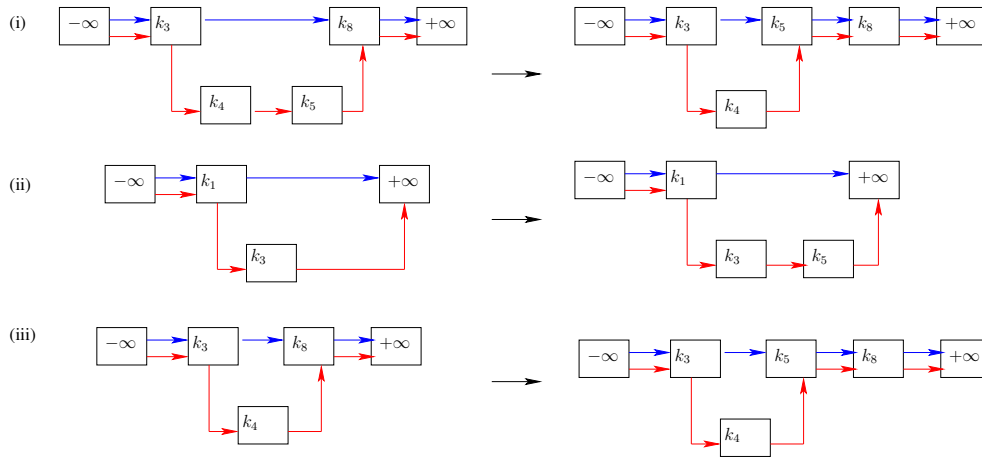 (i) −∞ k₃ k₈ +∞ −∞ k₃ k₅ k₈ +∞
k₄ k₅ k₄
(ii) −∞ k₁ +∞ −∞ k₁ +∞
k₃ k₃ k₅
(iii) −∞ k₃ k₈ +∞ −∞ k₃ k₅ k₈ +∞
k₄ k₄